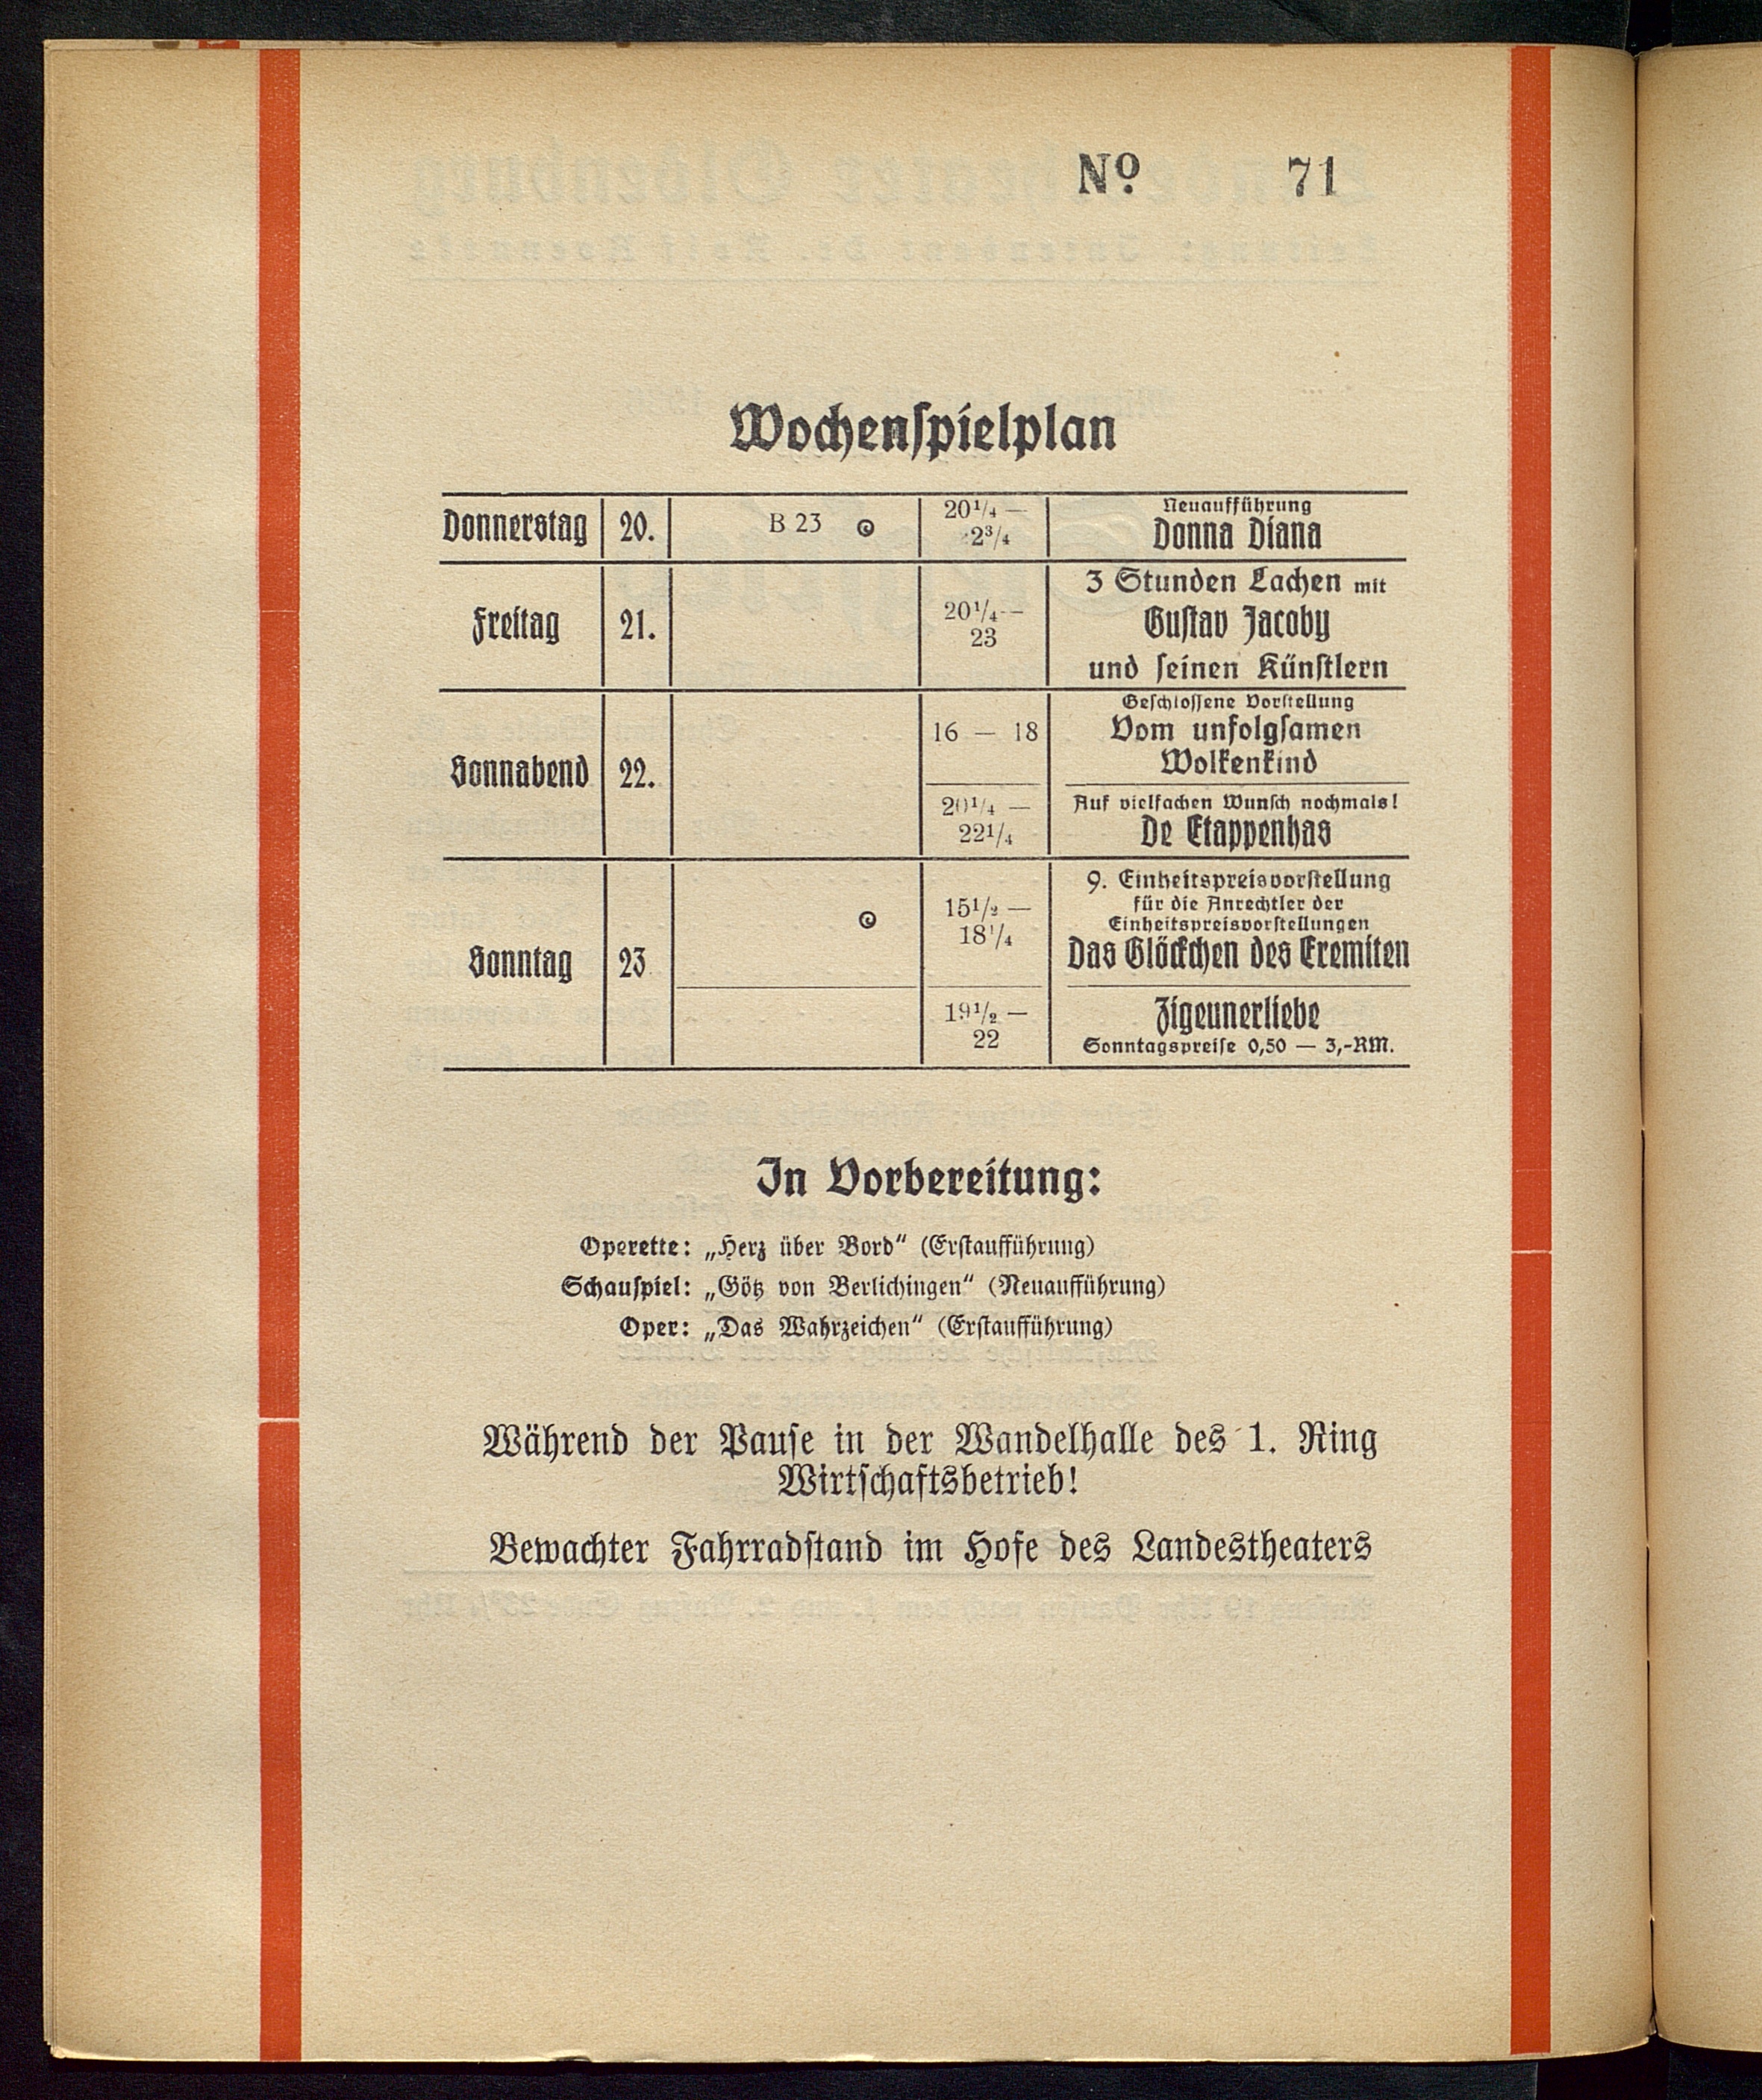 No. 71
Wochenspielplan
Donnerstag 20. B 23 20¼ —
2¾
Neuaufführung
Donna Diana
Freitag 21. 20¼ —
23
3 Stunden Lachen mit
Gustav Jacoby
und seinen Künstlern
Sonnabend 22.
16 — 18
Geschlossene Vorstellung
Vom unfolgsamen
Wolkenkind
20¼ —
22¼
Auf vielfachen Wunsch nochmals!
De Etappenhas
Sonntag 23
15½ —
18¼
9. Einheitspreisvorstellung
für die Anrechtler der
Einheitspreisvorstellungen
Das Glöckchen des Eremiten
19½ —
22
Zigeunerliebe
Sonntagspreise 0,50 — 3,-RM.
In Vorbereitung:
Operette: „Herz über Bord“ (Erstaufführung)
Schauspiel: „Götz von Berlichingen“ (Neuaufführung)
Oper: „Das Wahrzeichen“ (Erstaufführung)
Während der Pause in der Wandelhalle des 1. Ring
Wirtschaftsbetrieb!
Bewachter Fahrradstand im Hofe des Landestheaters